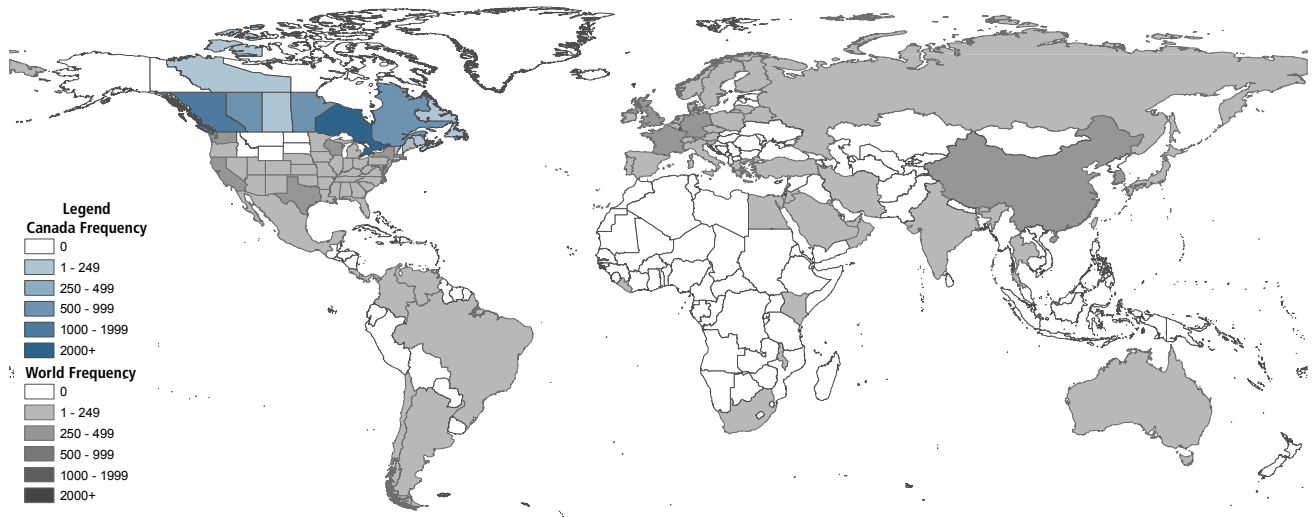 Legend
Canada Frequency
0
1 - 249
250 - 499
500 - 999
1000 - 1999
2000+
World Frequency
0
1 - 249
250 - 499
500 - 999
1000 - 1999
2000+